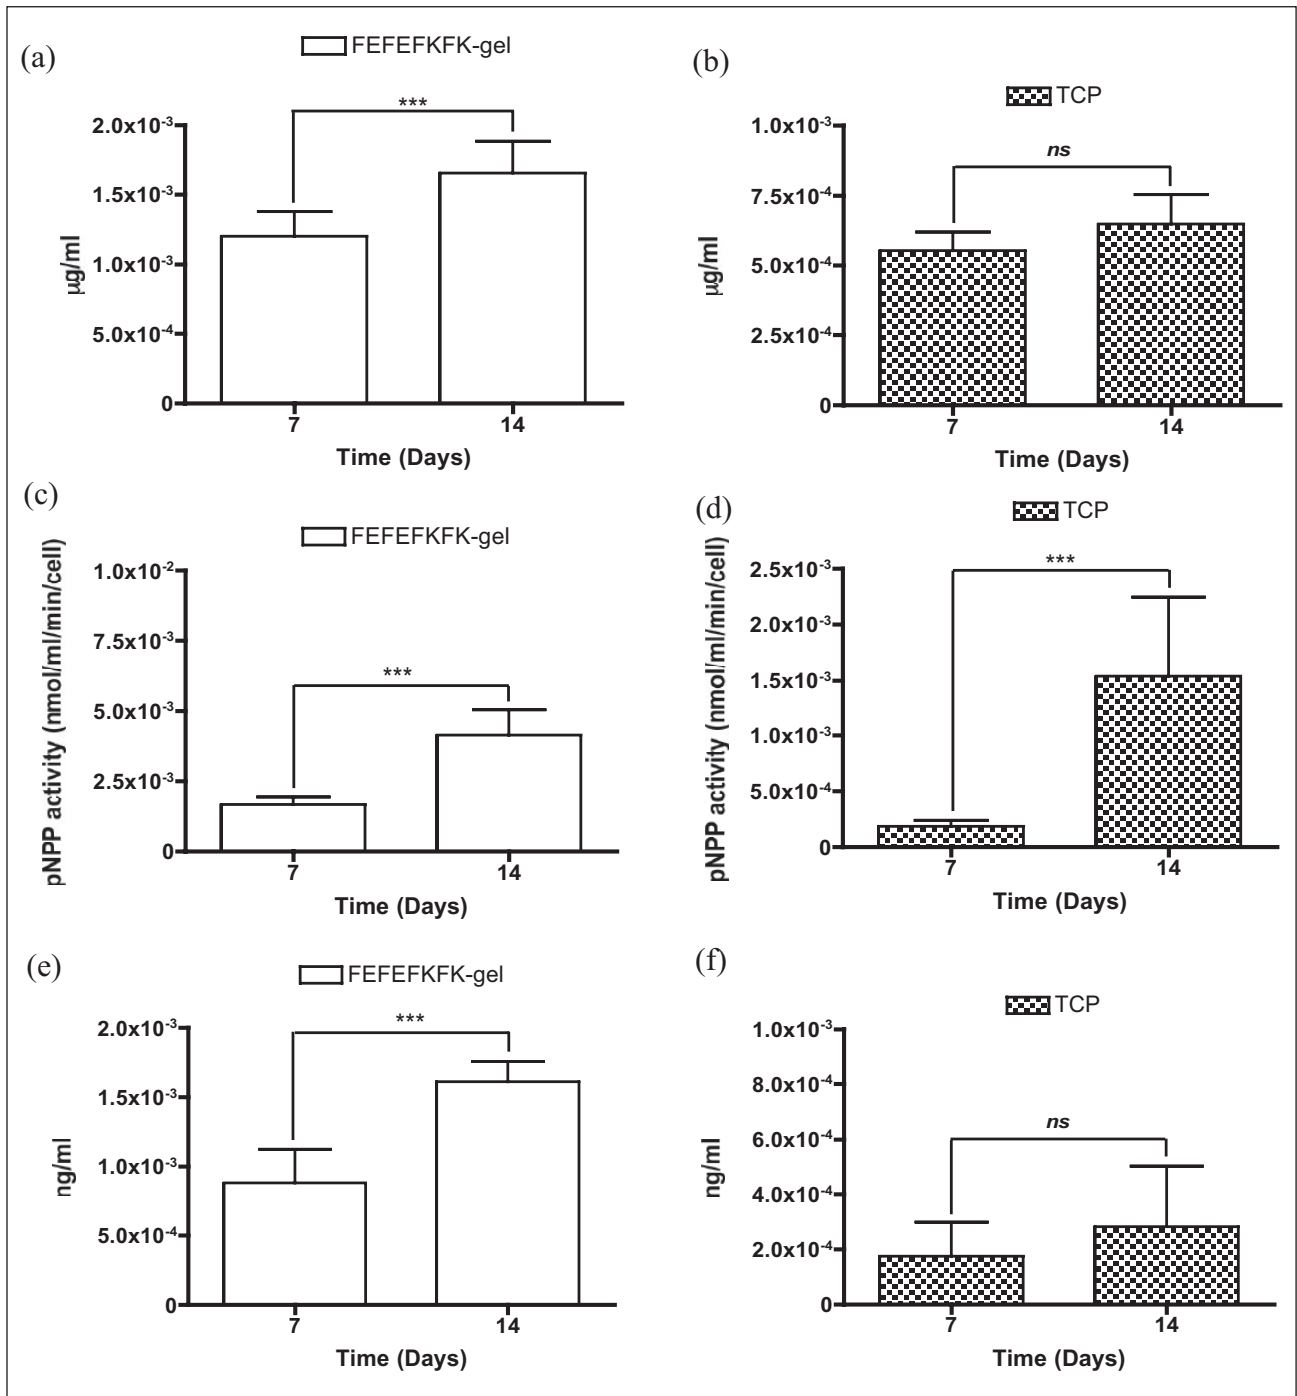 (a)
FEFEFKFK-gel
***
2.0x10⁻³
1.5x10⁻³
1.0x10⁻³
5.0x10⁻⁴
0
µg/ml
7
14
Time (Days)
(b)
TCP
ns
1.0x10⁻³
7.5x10⁻⁴
5.0x10⁻⁴
2.5x10⁻⁴
0
µg/ml
7
14
Time (Days)
(c)
FEFEFKFK-gel
***
1.0x10⁻²
7.5x10⁻³
5.0x10⁻³
2.5x10⁻³
0
pNPP activity (nmol/ml/min/cell)
7
14
Time (Days)
(d)
TCP
***
2.5x10⁻³
2.0x10⁻³
1.5x10⁻³
1.0x10⁻³
5.0x10⁻⁴
0
pNPP activity (nmol/ml/min/cell)
7
14
Time (Days)
(e)
FEFEFKFK-gel
***
2.0x10⁻³
1.5x10⁻³
1.0x10⁻³
5.0x10⁻⁴
0
ng/ml
7
14
Time (Days)
(f)
TCP
ns
1.0x10⁻³
8.0x10⁻⁴
6.0x10⁻⁴
4.0x10⁻⁴
2.0x10⁻⁴
0
ng/ml
7
14
Time (Days)